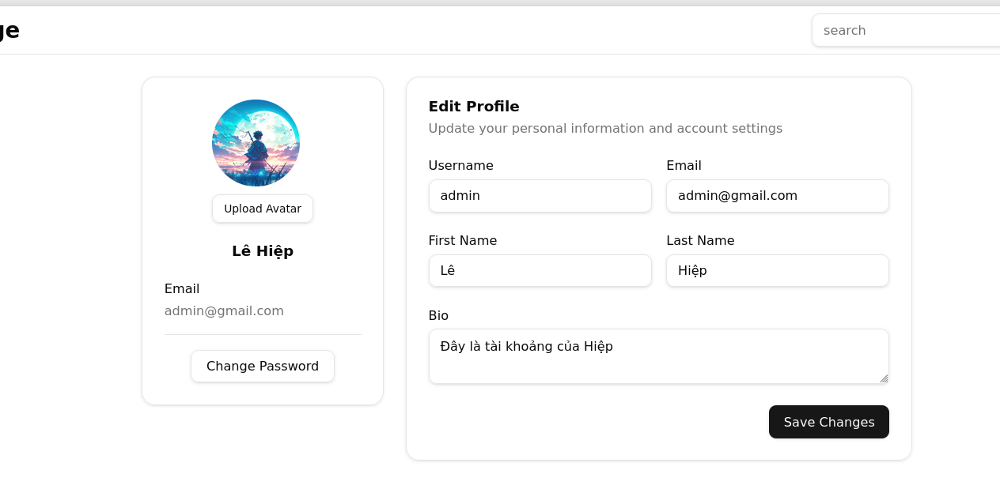 search
Upload Avatar
Lê Hiệp
Email
admin@gmail.com
Change Password
Edit Profile
Update your personal information and account settings
Username
Email
admin
admin@gmail.com
First Name
Last Name
Lê
Hiệp
Bio
Đây là tài khoảng của Hiệp
Save Changes